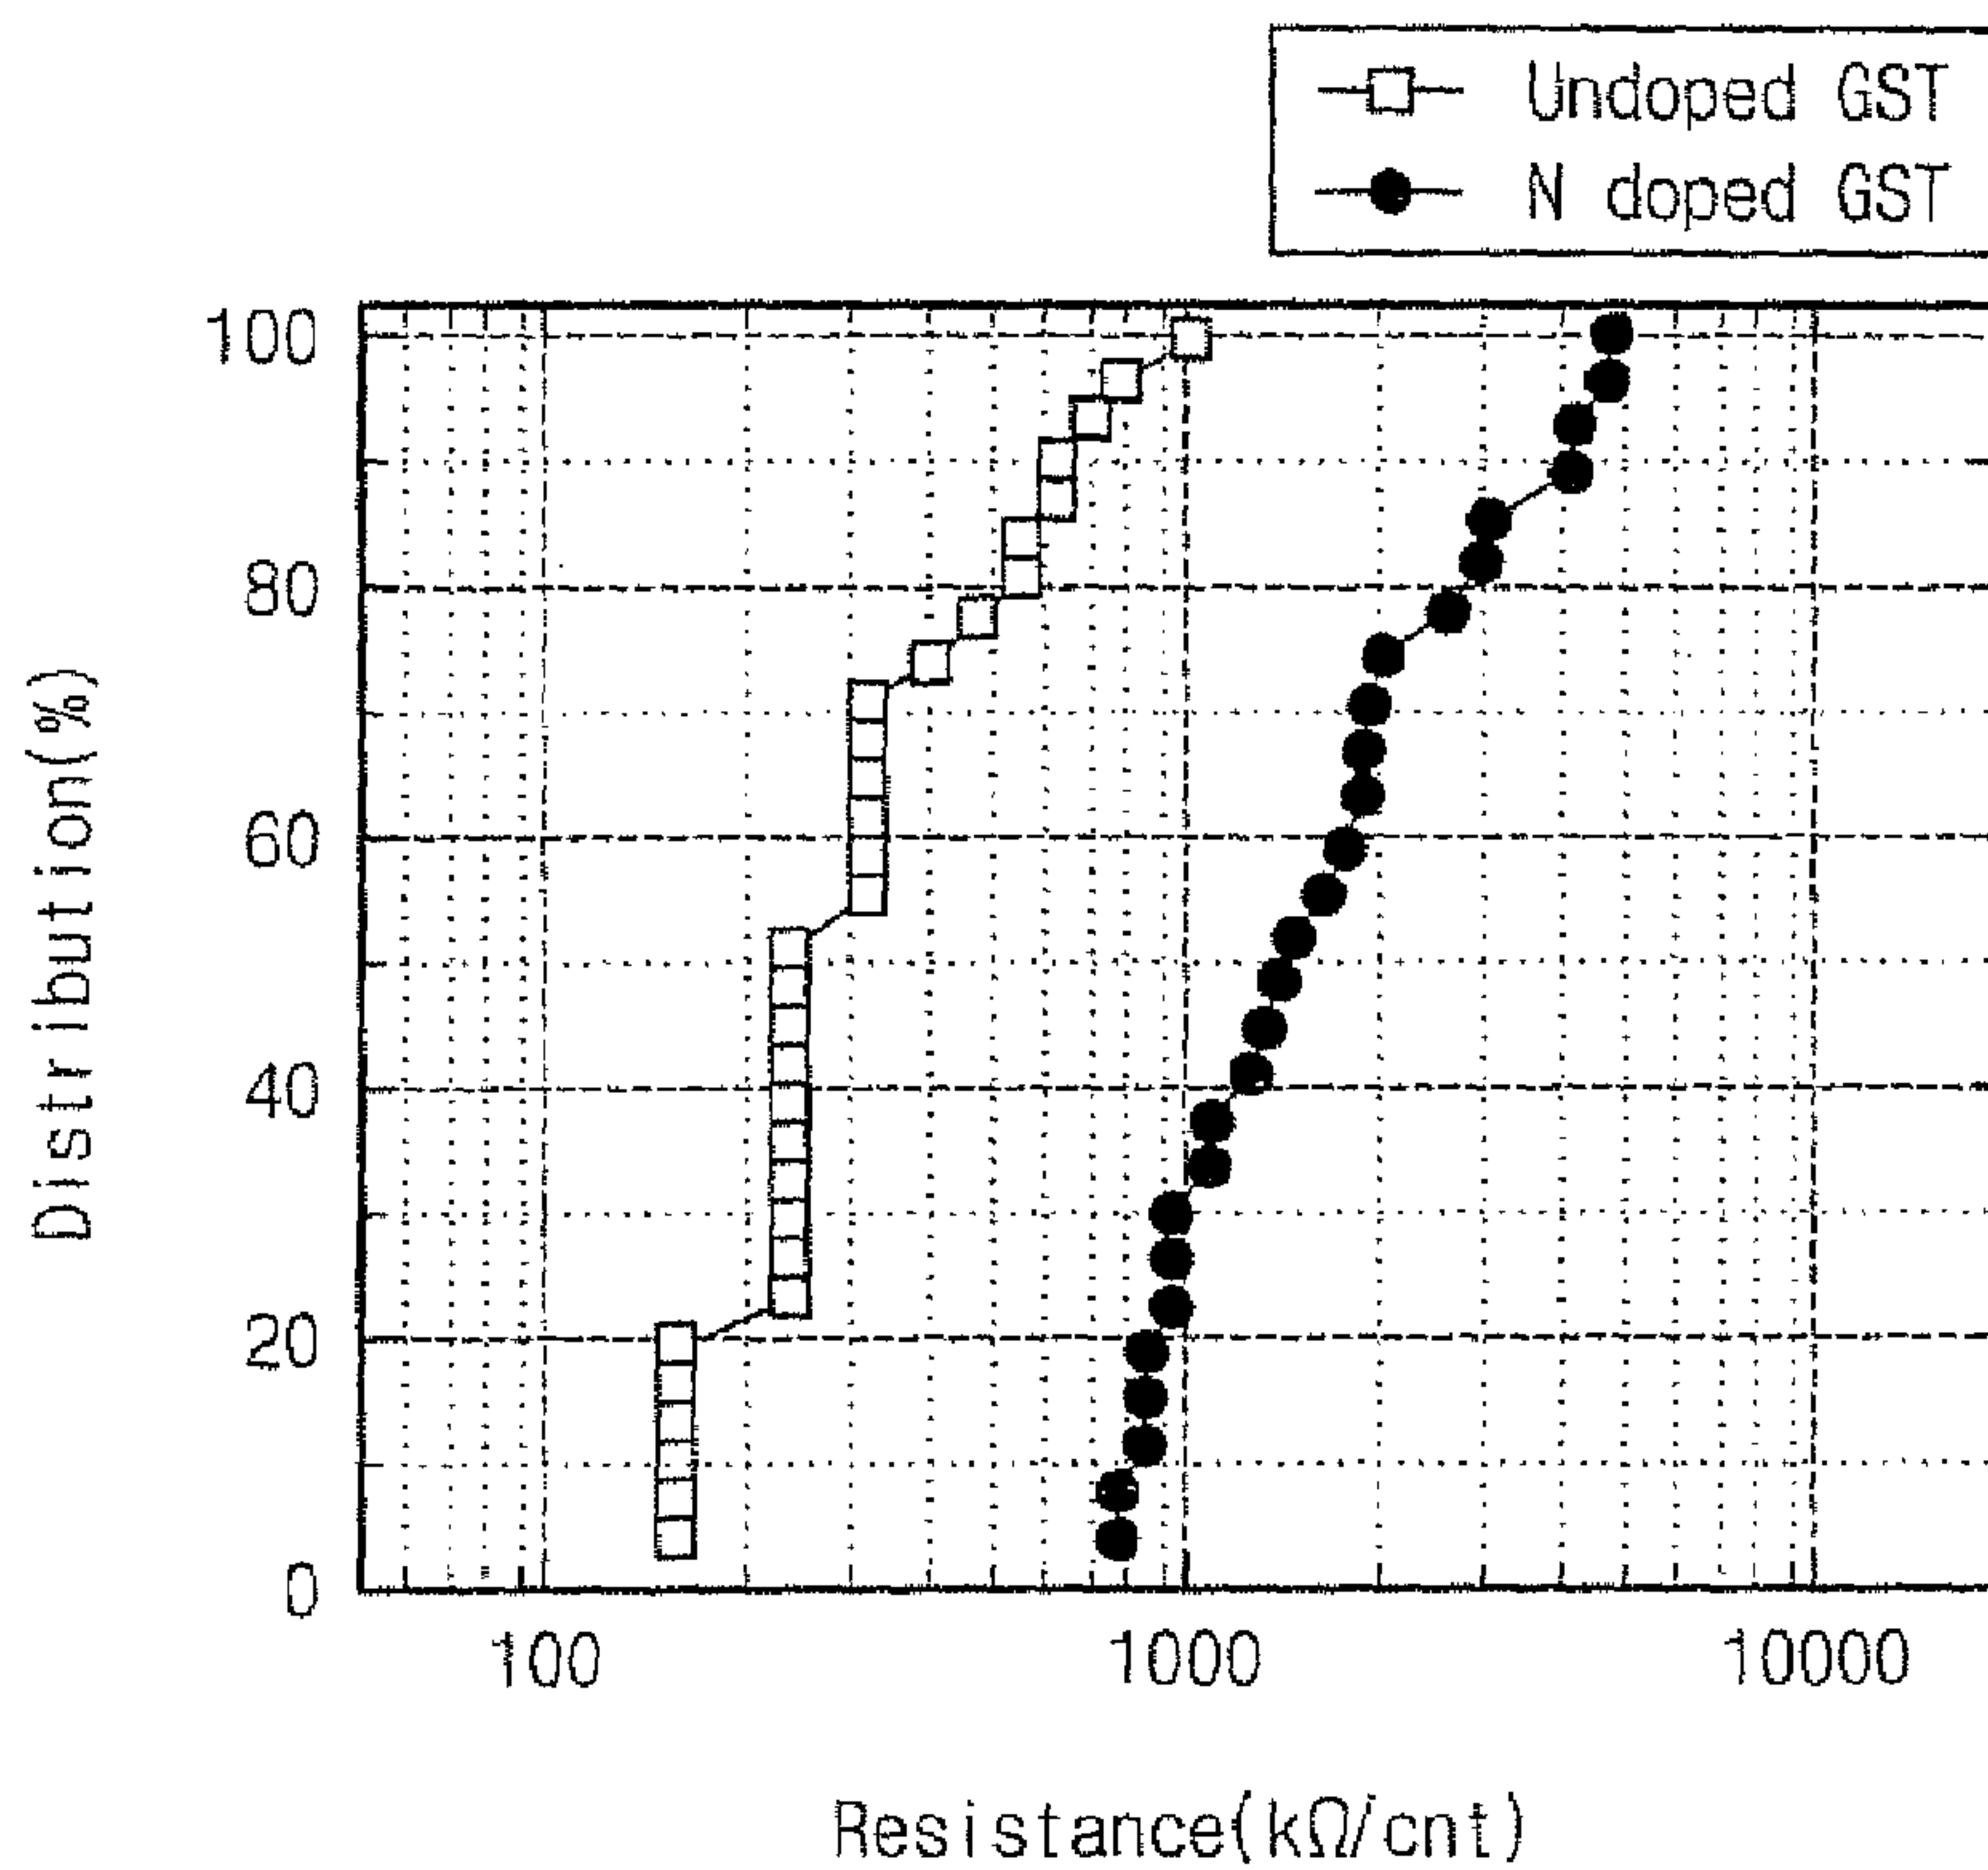 Undoped GST
N doped GST
100
80
60
40
20
0
Distribution(%)
100
1000
10000
Resistance(kΩ/cnt)